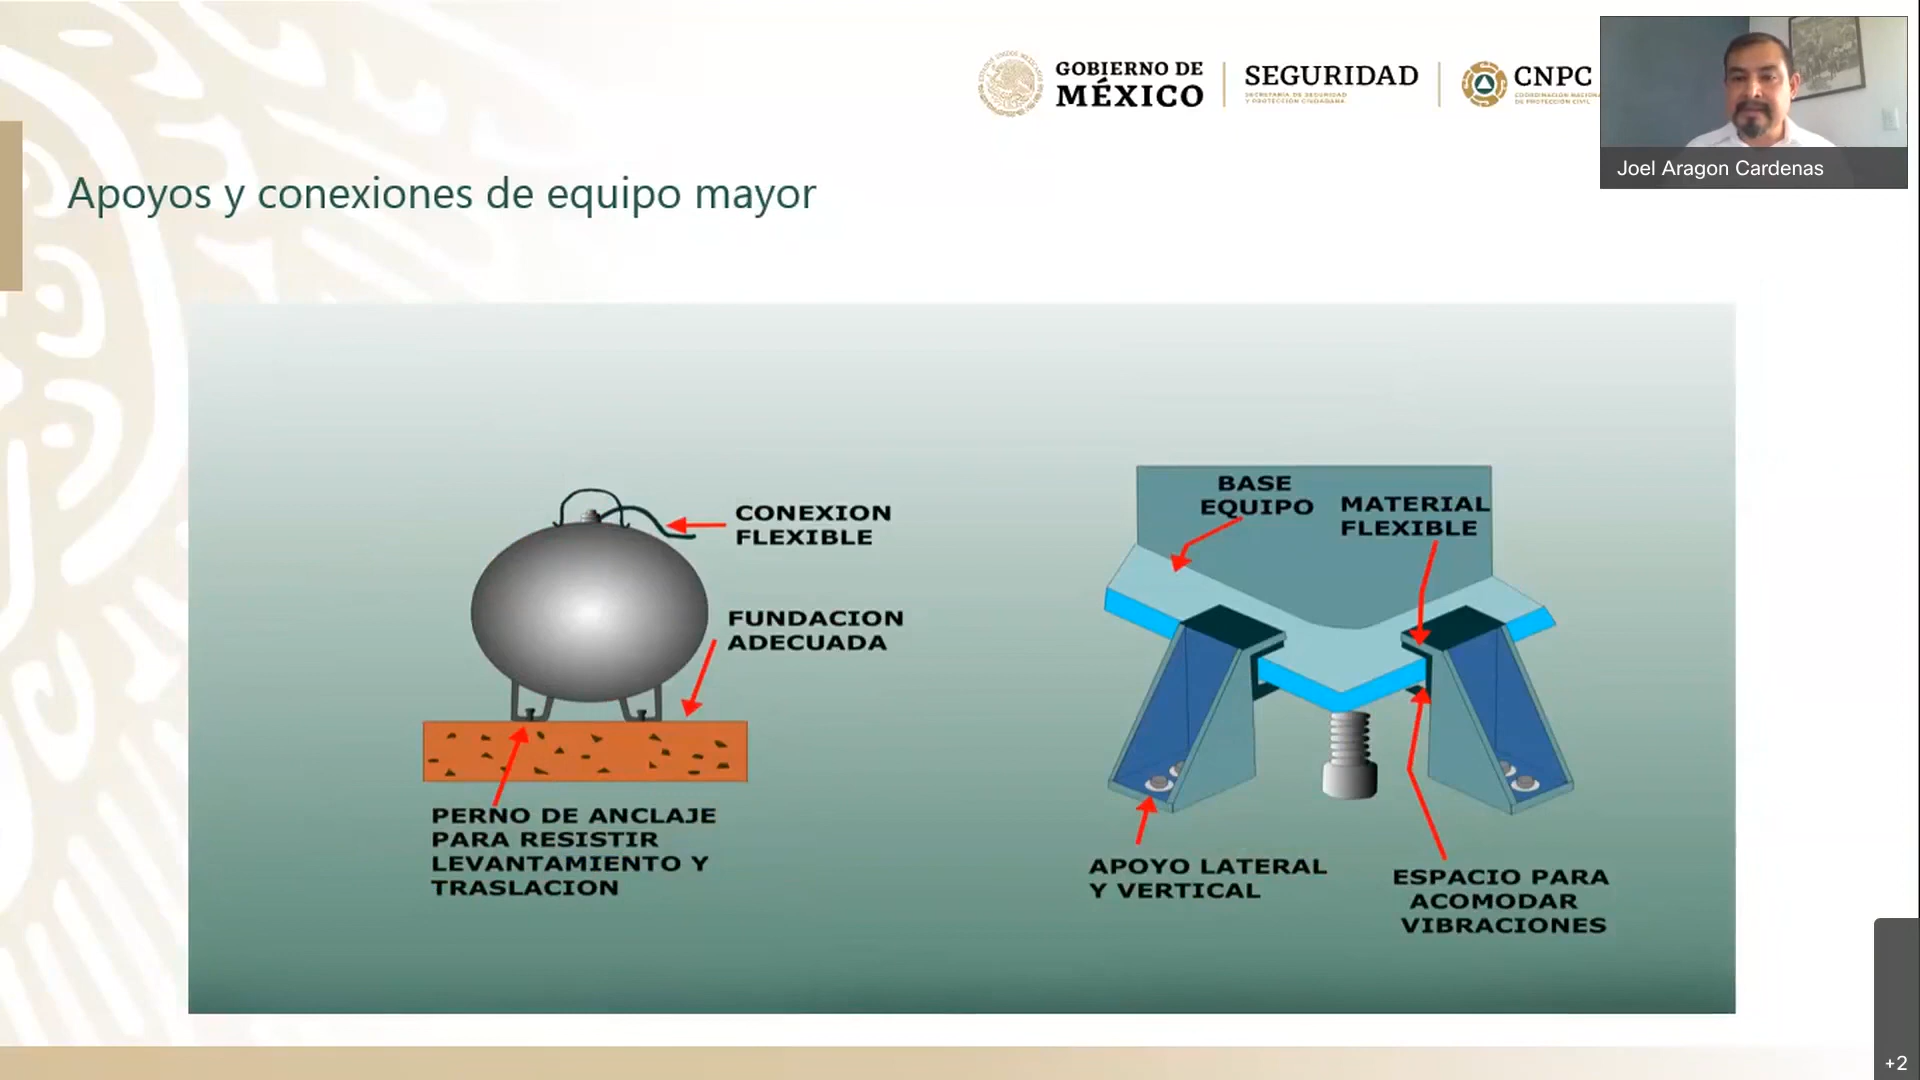 GOBIERNO DE
MÉXICO
SEGURIDAD
SECRETARÍA DE SEGURIDAD
Y PROTECCIÓN CIUDADANA
CNPC
COORDINACIÓN NACIONAL
DE PROTECCIÓN CIVIL
Joel Aragon Cardenas
Apoyos y conexiones de equipo mayor
CONEXION
FLEXIBLE
FUNDACION
ADECUADA
PERNO DE ANCLAJE
PARA RESISTIR
LEVANTAMIENTO Y
TRASLACION
BASE
EQUIPO
MATERIAL
FLEXIBLE
APOYO LATERAL
Y VERTICAL
ESPACIO PARA
ACOMODAR
VIBRACIONES
+2